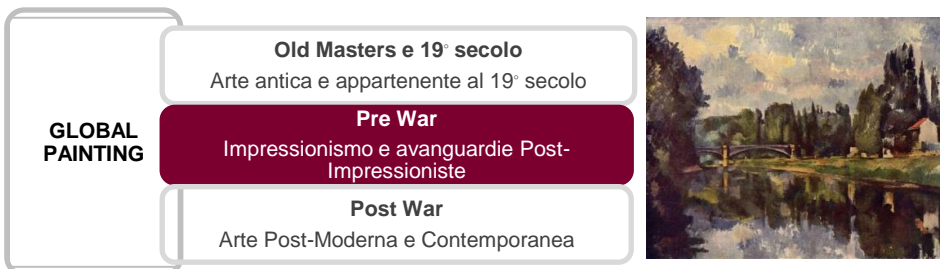 GLOBAL
PAINTING
Old Masters e 19° secolo
Arte antica e appartenente al 19° secolo
Pre War
Impressionismo e avanguardie Post-
Impressioniste
Post War
Arte Post-Moderna e Contemporanea